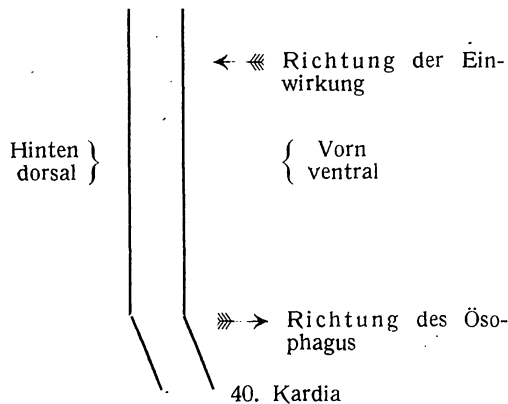 Richtung der Ein-
wirkung
Hinten
dorsal
Vorn
ventral
Richtung des Öso-
phagus
40. Kardia